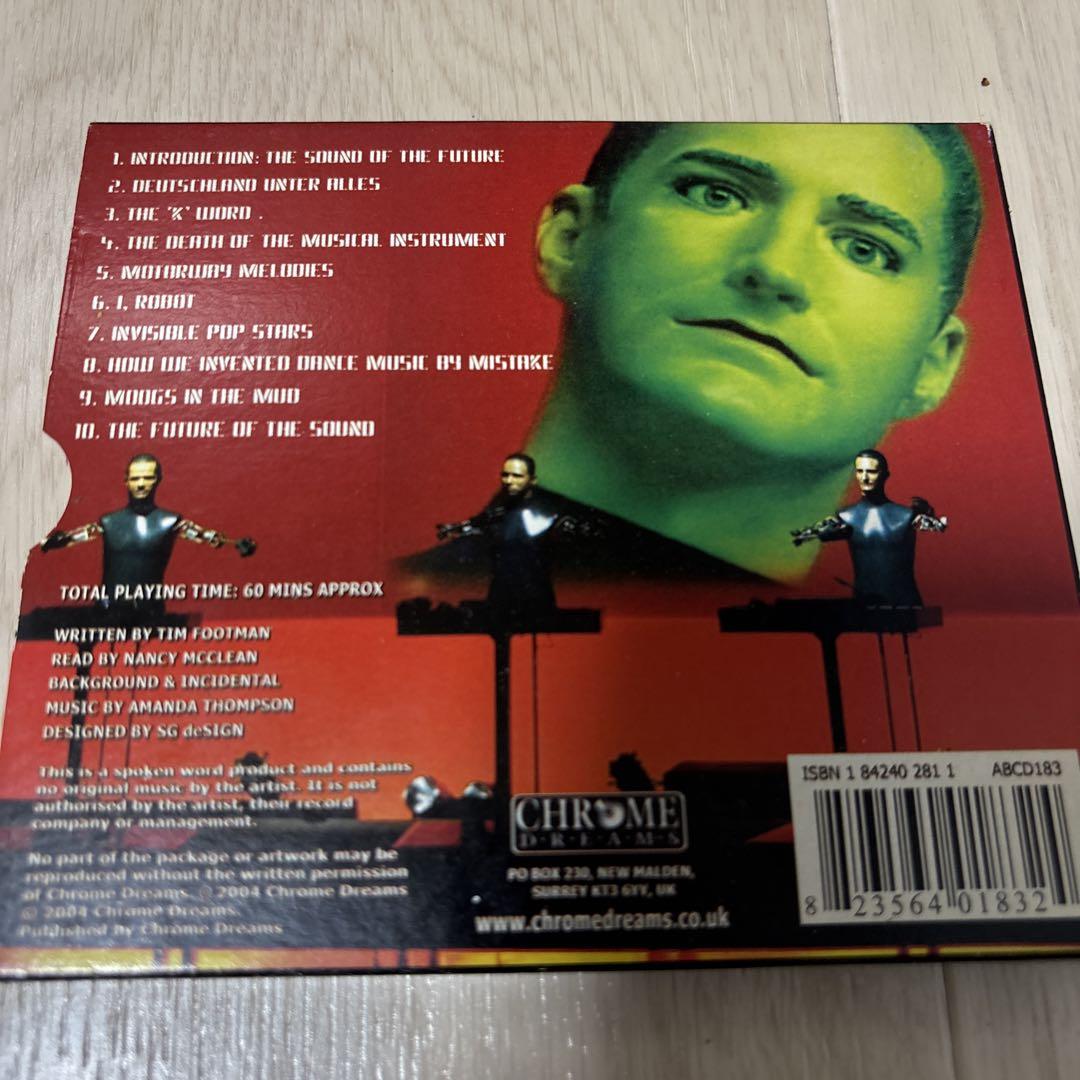 1. INTRODUCTION: THE SOUND OF THE FUTURE
2. DEUTSCHLAND UNTER ALLES
3. THE 'K' WORD .
4. THE DEATH OF THE MUSICAL INSTRUMENT
5. MOTORWAY MELODIES
6. I, ROBOT
7. INVISIBLE POP STARS
8. HOW WE INVENTED DANCE MUSIC BY MISTAKE
9. MOOGS IN THE MUD
10. THE FUTURE OF THE SOUND
TOTAL PLAYING TIME: 60 MINS APPROX
WRITTEN BY TIM FOOTMAN
READ BY NANCY MCCLEAN
BACKGROUND & INCIDENTAL
MUSIC BY AMANDA THOMPSON
DESIGNED BY SG deSIGN
This is a spoken word product and contains
no original music by the artist. It is not
authorised by the artist, their record
company or management.
No part of the package or artwork may be
reproduced without the written permission
of Chrome Dreams. ℗ 2004 Chrome Dreams
© 2004 Chrome Dreams.
Published by Chrome Dreams
CHROME
D·R·E·A·M·S
PO BOX 230, NEW MALDEN,
SURREY KT3 6YY, UK
www.chromedreams.co.uk
ISBN 1 84240 281 1 ABCD183
8 23564 01832